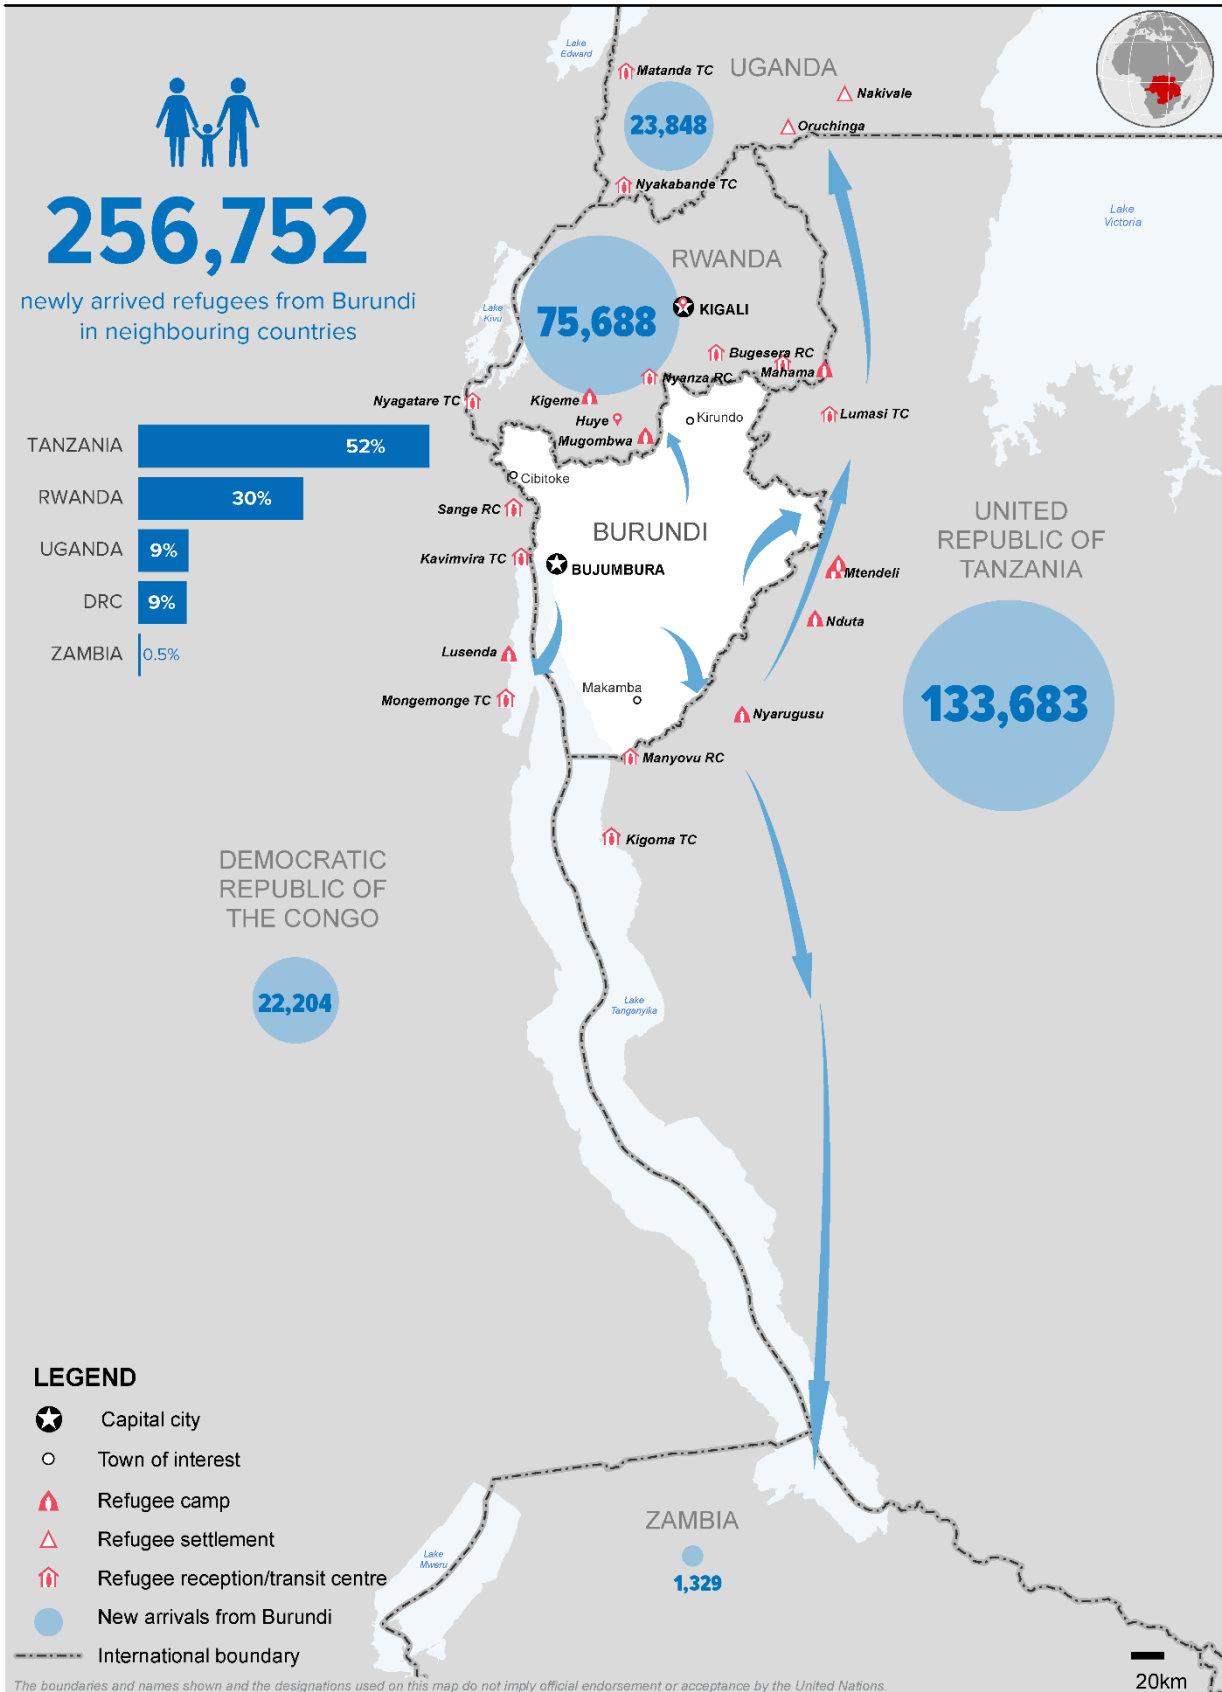 Lake
Edward
Matanda TC
UGANDA
Nakivale
23,848
Oruchinga
Nyakabande TC
256,752
newly arrived refugees from Burundi
in neighbouring countries
Lake
Victoria
RWANDA
Lake
Kivu
75,688
KIGALI
Bugesera RC
Mahama
Nyanza RC
Nyagatare TC
Kigeme
Huye
Mugombwa
Kirundo
Lumasi TC
TANZANIA 52%
RWANDA 30%
UGANDA 9%
DRC 9%
ZAMBIA 0.5%
Cibitoke
Sange RC
BURUNDI
Kavimvira TC
BUJUMBURA
UNITED
REPUBLIC OF
TANZANIA
Mtendeli
Nduta
133,683
Lusenda
Mongemonge TC
Makamba
Nyarugusu
Manyovu RC
Kigoma TC
DEMOCRATIC
REPUBLIC OF
THE CONGO
22,204
Lake
Tanganyika
LEGEND
Capital city
Town of interest
Refugee camp
Refugee settlement
Refugee reception/transit centre
New arrivals from Burundi
International boundary
Lake
Mweru
ZAMBIA
1,329
20km
The boundaries and names shown and the designations used on this map do not imply official endorsement or acceptance by the United Nations.